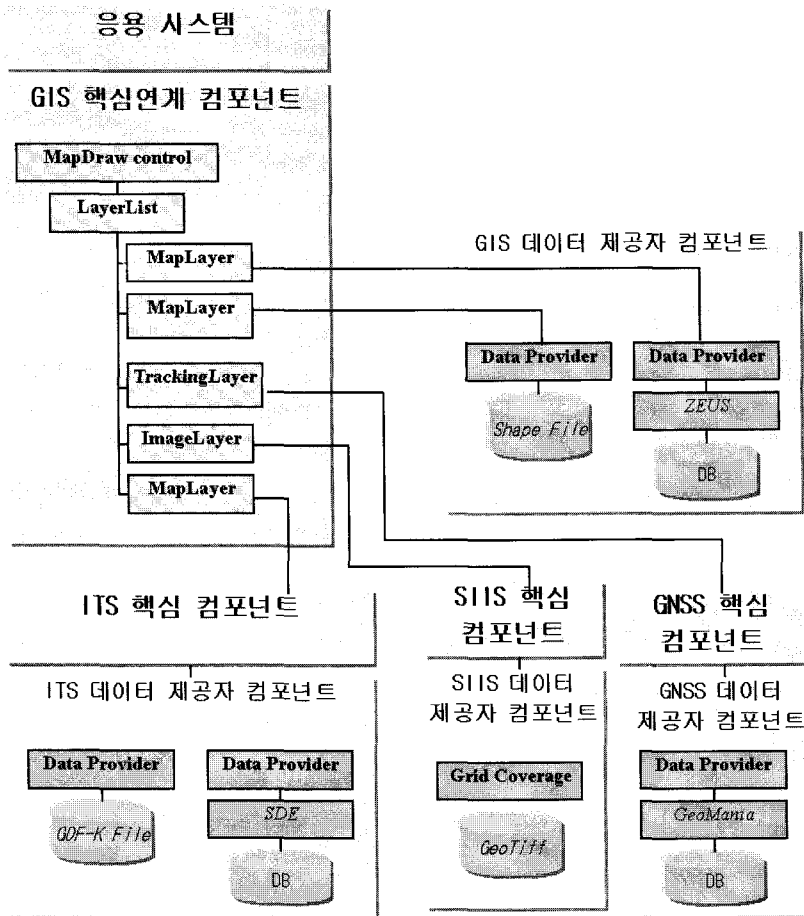 응용 시스템
GIS 핵심연계 컴포넌트
MapDraw control
LayerList
MapLayer
MapLayer
TrackingLayer
ImageLayer
MapLayer
GIS 데이터 제공자 컴포넌트
Data Provider
Shape File
Data Provider
ZEUS
DB
ITS 핵심 컴포넌트
ITS 데이터 제공자 컴포넌트
Data Provider
GDF-K File
Data Provider
SDE
DB
SIIS 핵심
컴포넌트
SIIS 데이터
제공자 컴포넌트
Grid Coverage
GeoTiff
GNSS 핵심
컴포넌트
GNSS 데이터
제공자 컴포넌트
Data Provider
GeoMania
DB